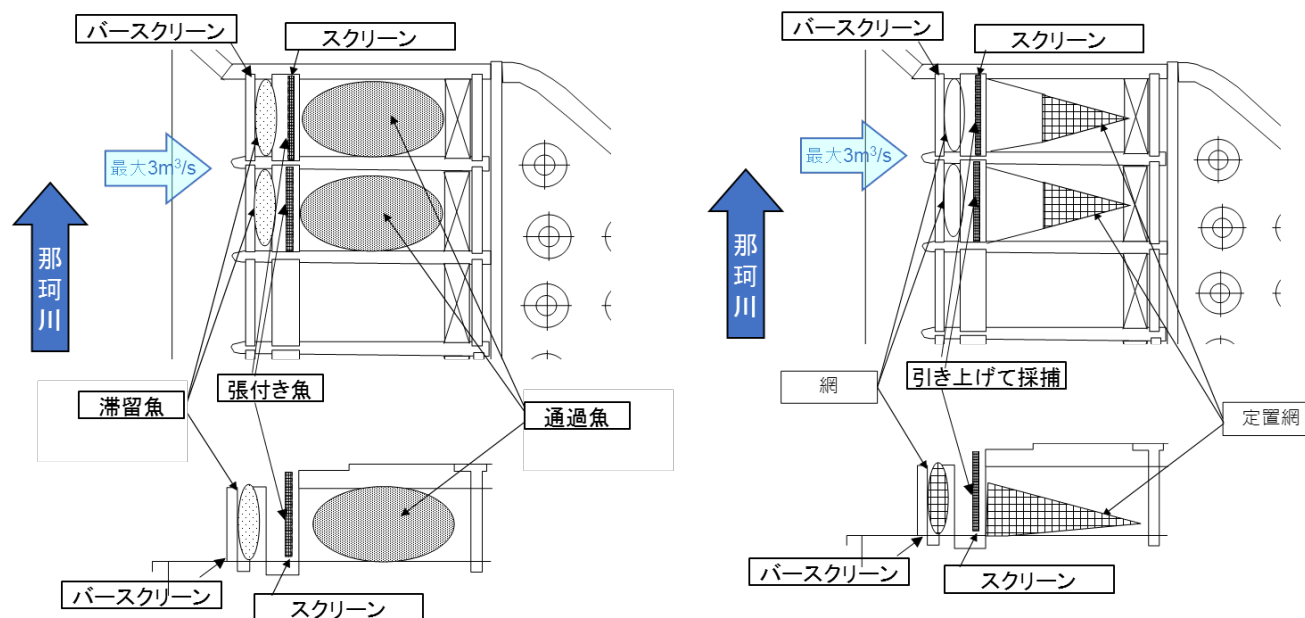 バースクリーン
スクリーン
最大3m³/s
那珂川
滞留魚
張付き魚
通過魚
バースクリーン
スクリーン
バースクリーン
スクリーン
最大3m³/s
那珂川
網
引き上げて採捕
定置網
バースクリーン
スクリーン